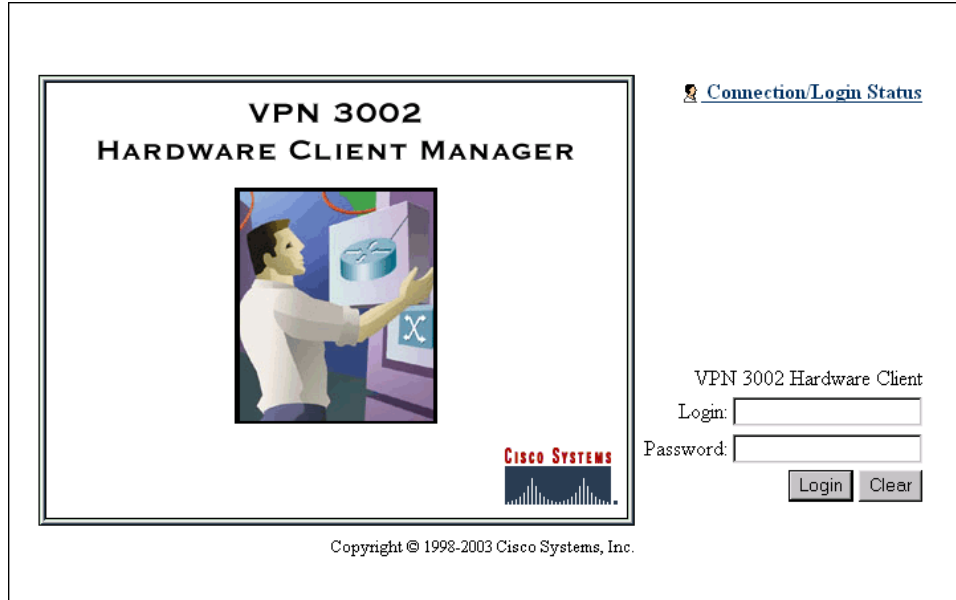 VPN 3002
HARDWARE CLIENT MANAGER
Connection/Login Status
CISCO SYSTEMS
VPN 3002 Hardware Client
Login:
Password:
Login Clear
Copyright © 1998-2003 Cisco Systems, Inc.